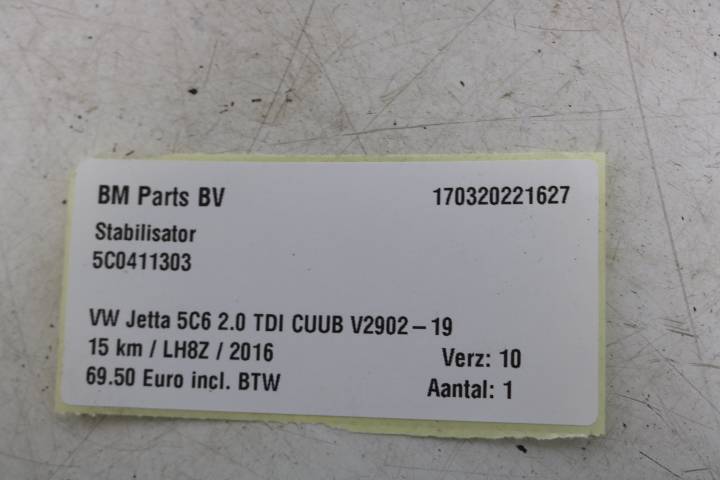 BM Parts BV 170320221627
Stabilisator
5C0411303
VW Jetta 5C6 2.0 TDI CUUB V2902-19
15 km / LH8Z / 2016 Verz: 10
69.50 Euro incl. BTW Aantal: 1